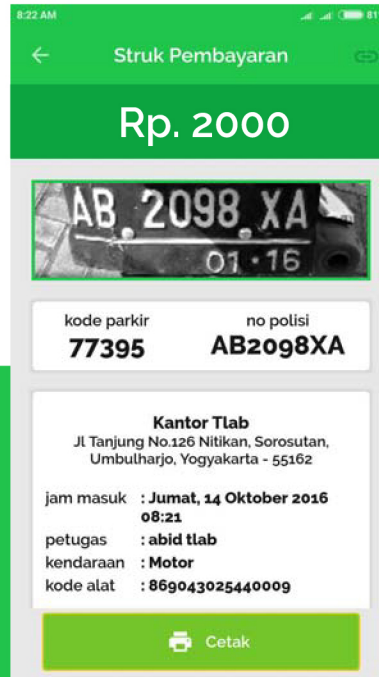 8:22 AM 81
Struk Pembayaran
Rp. 2000
AB 2098 XA
01·16
kode parkir no polisi
77395 AB2098XA
Kantor Tlab
Jl Tanjung No.126 Nitikan, Sorosutan,
Umbulharjo, Yogyakarta - 55162
jam masuk : Jumat, 14 Oktober 2016
08:21
petugas : abid tlab
kendaraan : Motor
kode alat : 869043025440009
Cetak